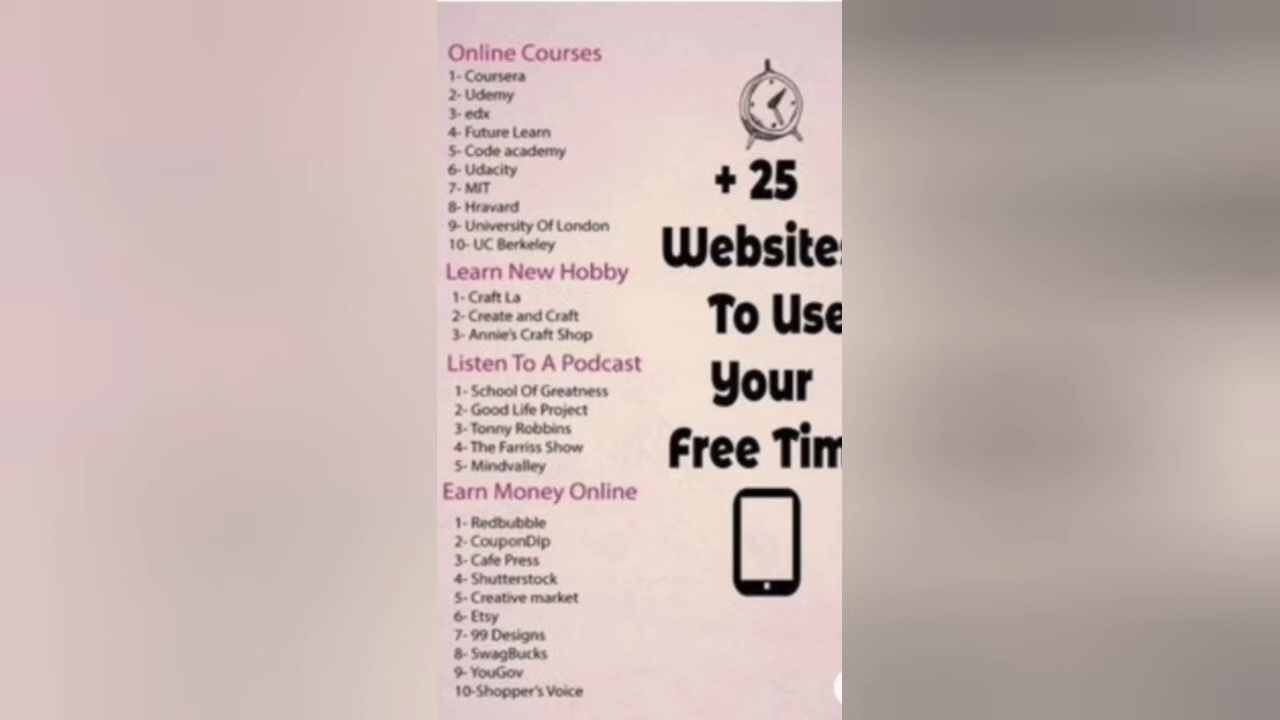 Online Courses
1- Coursera
2- Udemy
3- edx
4- Future Learn
5- Code academy
6- Udacity
7- MIT
8- Hravard
9- University Of London
10- UC Berkeley
Learn New Hobby
1- Craft La
2- Create and Craft
3- Annie's Craft Shop
Listen To A Podcast
1- School Of Greatness
2- Good Life Project
3- Tonny Robbins
4- The Farriss Show
5- Mindvalley
Earn Money Online
1- Redbubble
2- CouponDip
3- Cafe Press
4- Shutterstock
5- Creative market
6- Etsy
7- 99 Designs
8- SwagBucks
9- YouGov
10-Shopper's Voice
+ 25
Websites
To Use
Your
Free Tim